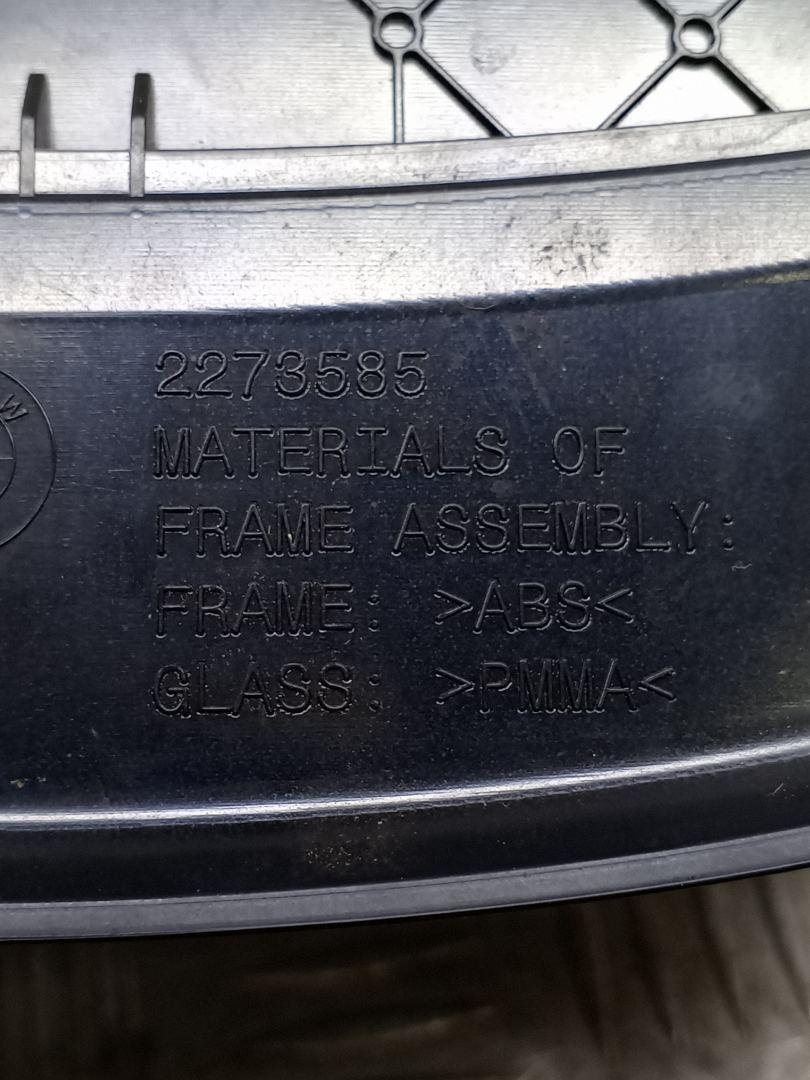 2273585
MATERIALS OF
FRAME ASSEMBLY:
FRAME: >ABS<
GLASS: >PMMA<